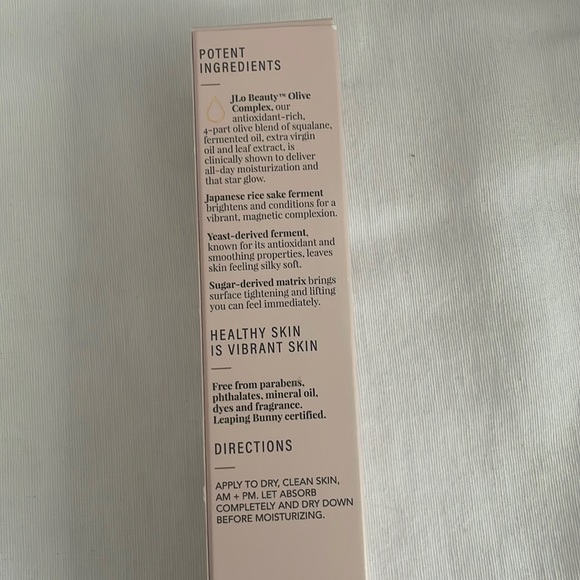 POTENT
INGREDIENTS
JLo Beauty™ Olive
Complex, our
antioxidant-rich,
4-part olive blend of squalane,
fermented oil, extra virgin
oil and leaf extract, is
clinically shown to deliver
all-day moisturization and
that star glow.
Japanese rice sake ferment
brightens and conditions for a
vibrant, magnetic complexion.
Yeast-derived ferment,
known for its antioxidant and
smoothing properties, leaves
skin feeling silky soft.
Sugar-derived matrix brings
surface tightening and lifting
you can feel immediately.
HEALTHY SKIN
IS VIBRANT SKIN
Free from parabens,
phthalates, mineral oil,
dyes and fragrance.
Leaping Bunny certified.
DIRECTIONS
APPLY TO DRY, CLEAN SKIN,
AM + PM. LET ABSORB
COMPLETELY AND DRY DOWN
BEFORE MOISTURIZING.